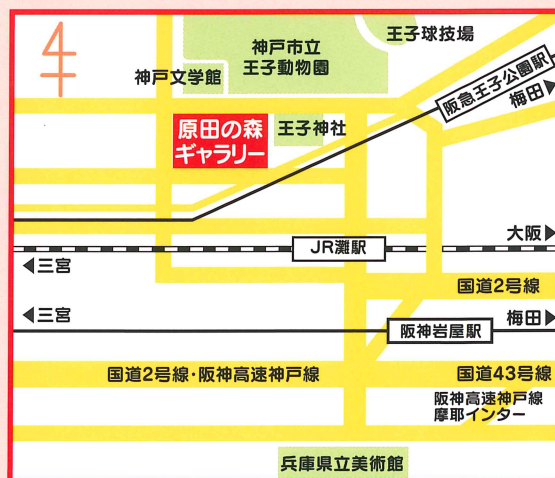 王子球技場
神戸市立
王子動物園
神戸文学館
阪急王子公園駅
梅田▶
原田の森
ギャラリー
王子神社
大阪▶
JR灘駅
◀三宮
国道2号線
◀三宮
梅田▶
阪神岩屋駅
国道2号線・阪神高速神戸線
国道43号線
阪神高速神戸線
摩耶インター
兵庫県立美術館